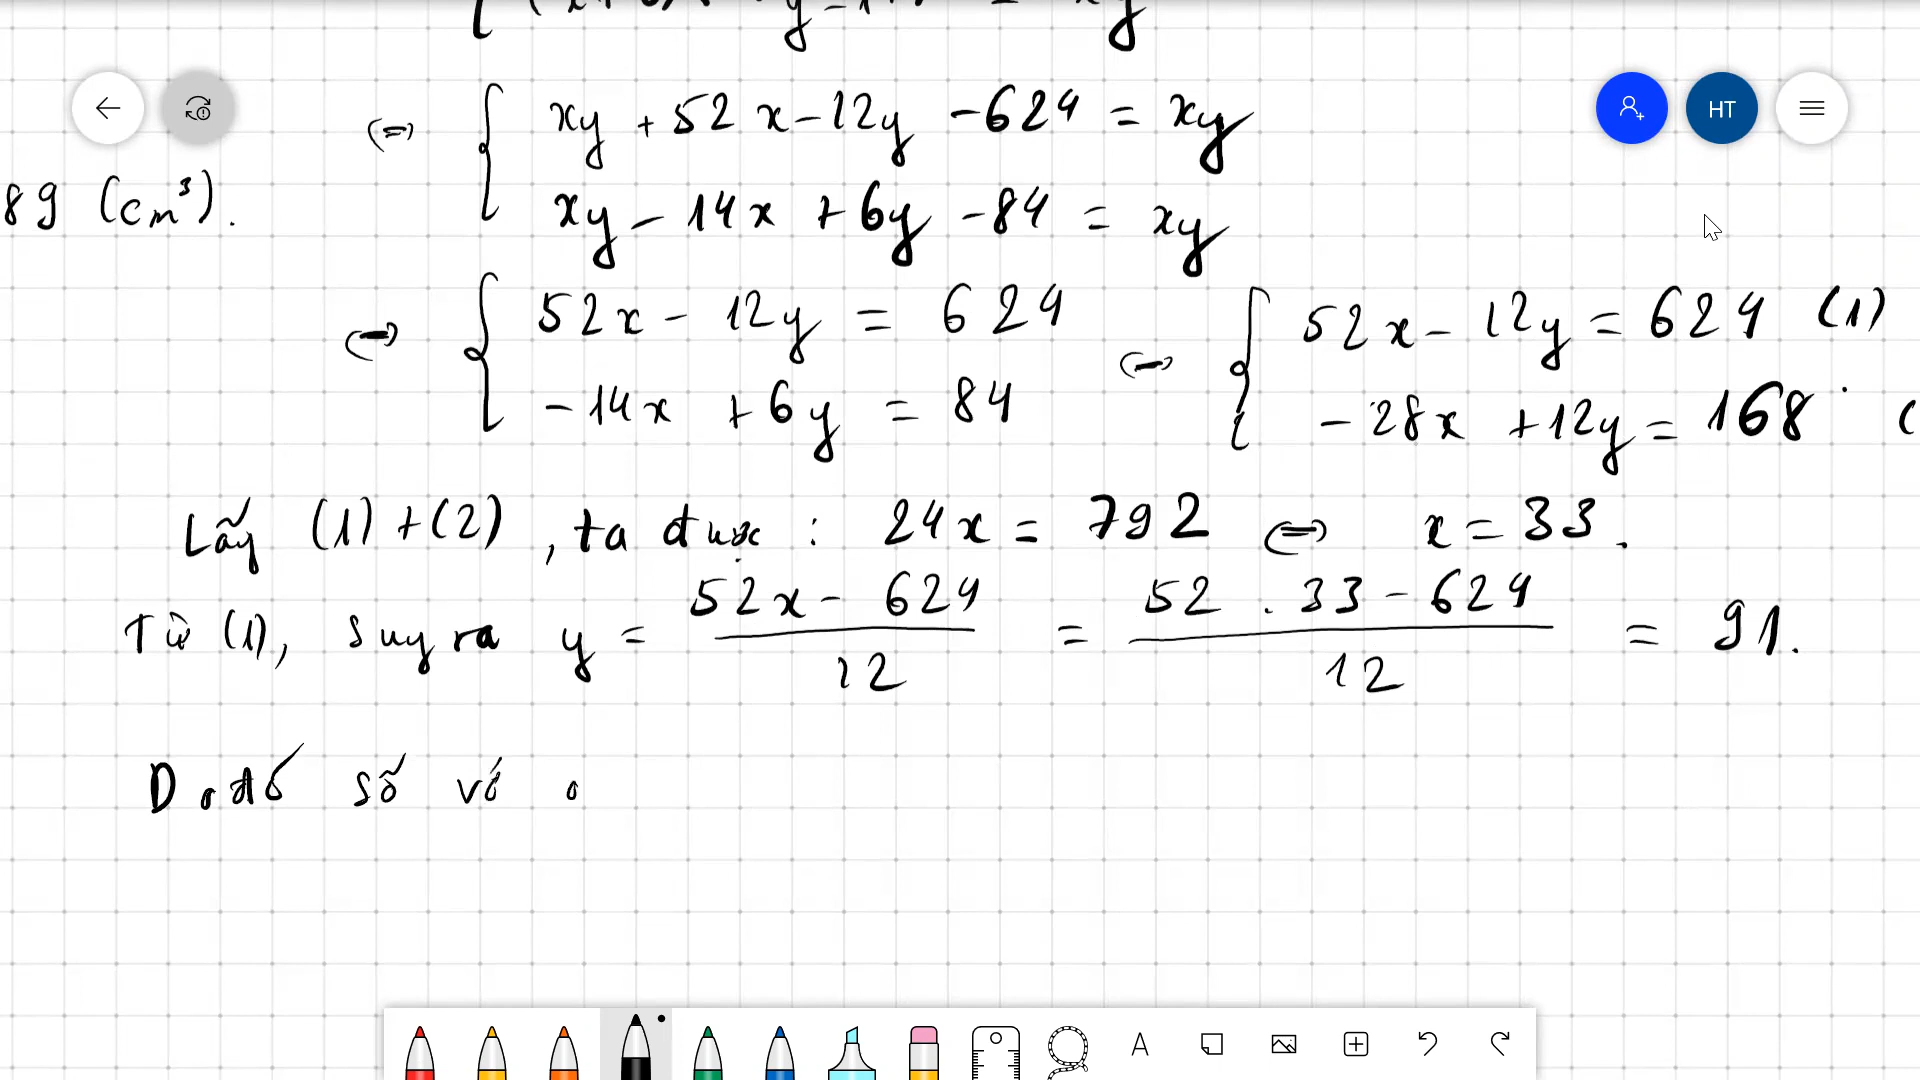 ⇔ { xy + 52x - 12y - 624 = xy
89 (cm³).
xy - 14x + 6y - 84 = xy
⇔ { 52x - 12y = 624 ⇔ { 52x - 12y = 624 (1)
-14x + 6y = 84 -28x + 12y = 168 (
Lấy (1) + (2), ta được : 24x = 792 ⇔ x = 33.
Từ (1), suy ra y = (52x - 624)/12 = (52 . 33 - 624)/12 = 91.
Do đó số vở
HT
A